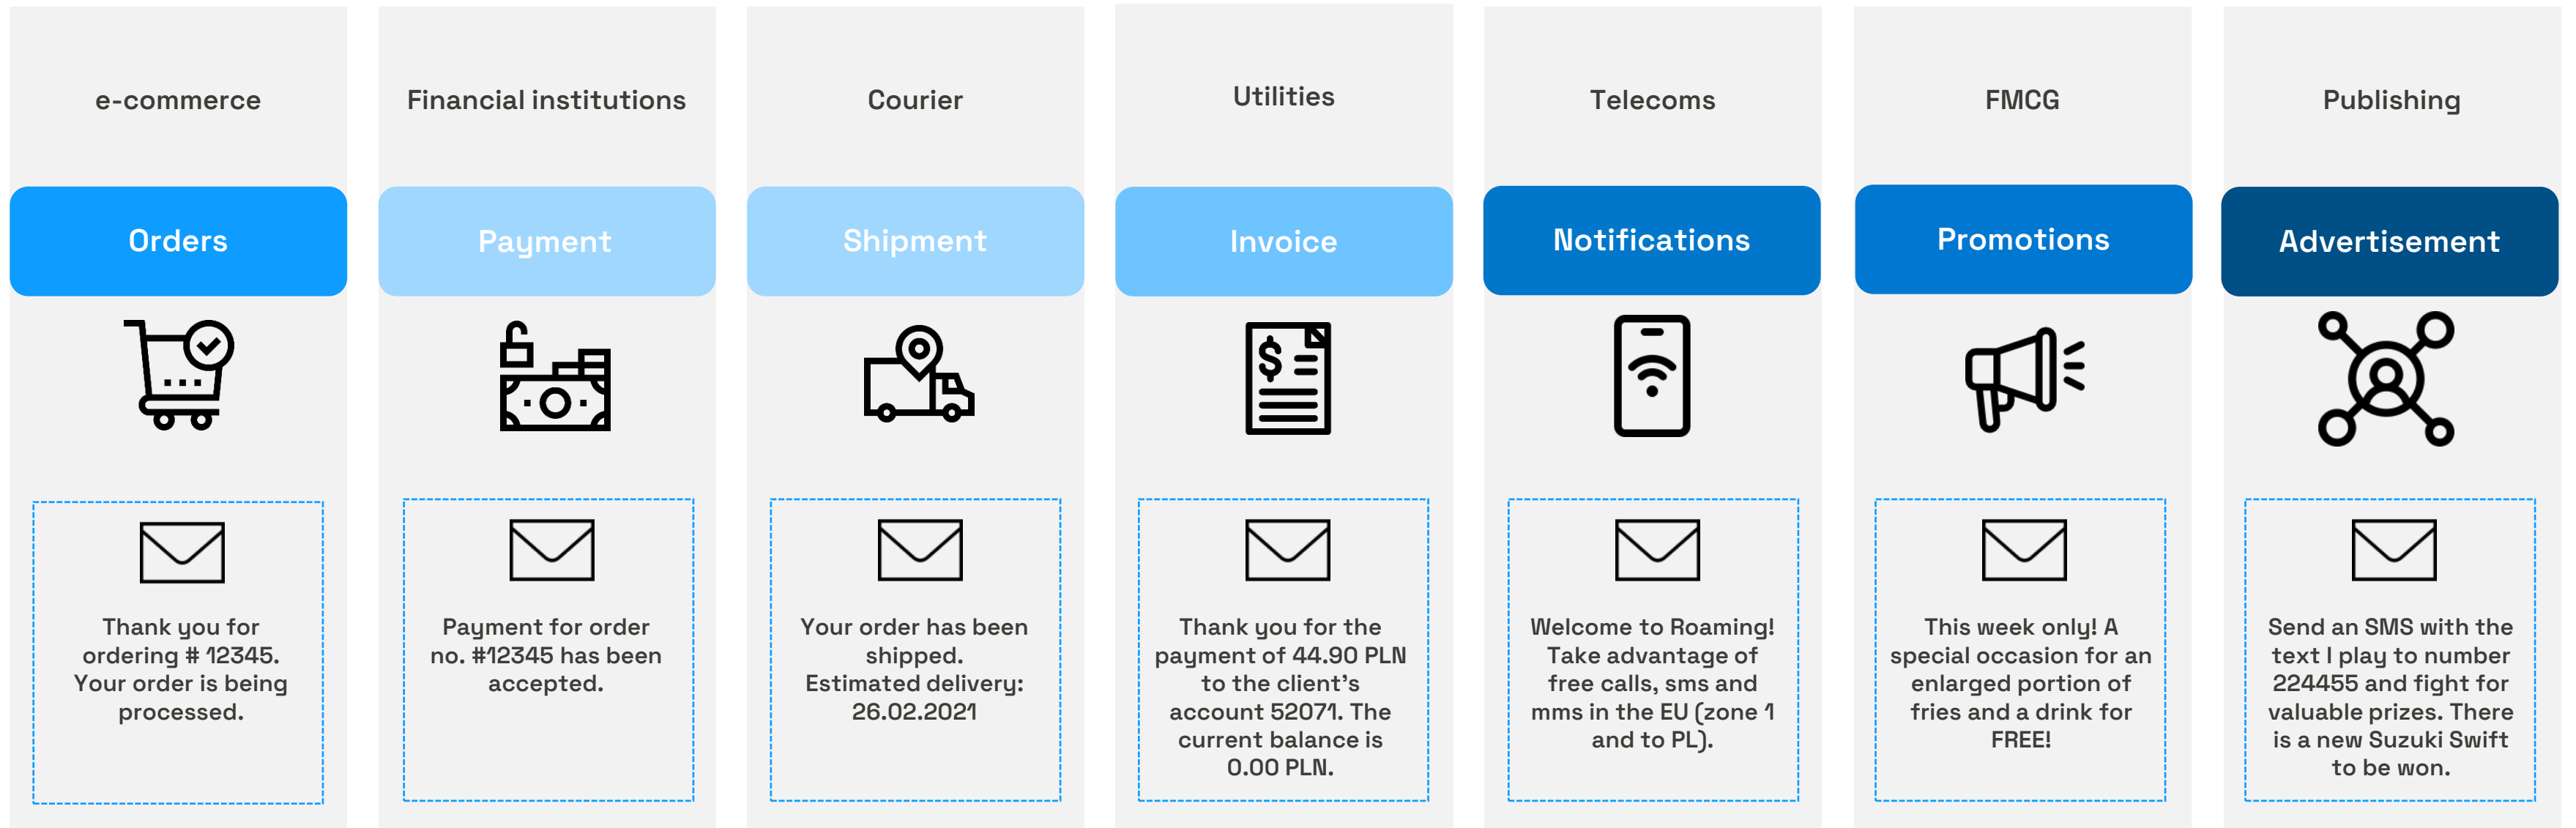 e-commerce
Orders
Thank you for
ordering # 12345.
Your order is being
processed.
Financial institutions
Payment
Payment for order
no. #12345 has been
accepted.
Courier
Shipment
Your order has been
shipped.
Estimated delivery:
26.02.2021
Utilities
Invoice
$
Thank you for the
payment of 44.90 PLN
to the client's
account 52071. The
current balance is
0.00 PLN.
Telecoms
Notifications
Welcome to Roaming!
Take advantage of
free calls, sms and
mms in the EU (zone 1
and to PL).
FMCG
Promotions
This week only! A
special occasion for an
enlarged portion of
fries and a drink for
FREE!
Publishing
Advertisement
Send an SMS with the
text I play to number
224455 and fight for
valuable prizes. There
is a new Suzuki Swift
to be won.